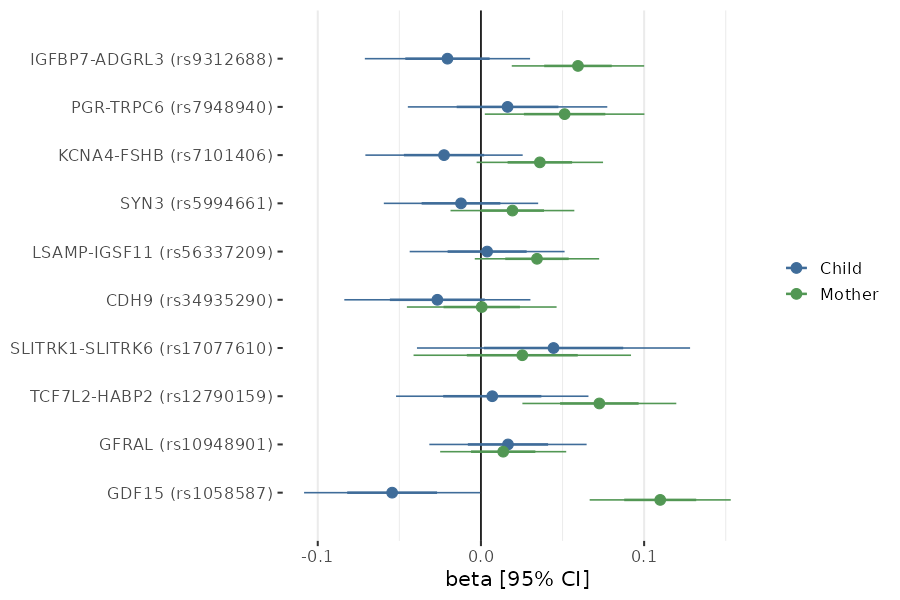 IGFBP7-ADGRL3 (rs9312688)
PGR-TRPC6 (rs7948940)
KCNA4-FSHB (rs7101406)
SYN3 (rs5994661)
LSAMP-IGSF11 (rs56337209)
CDH9 (rs34935290)
SLITRK1-SLITRK6 (rs17077610)
TCF7L2-HABP2 (rs12790159)
GFRAL (rs10948901)
GDF15 (rs1058587)
-0.1 0.0 0.1
beta [95% CI]
Child
Mother